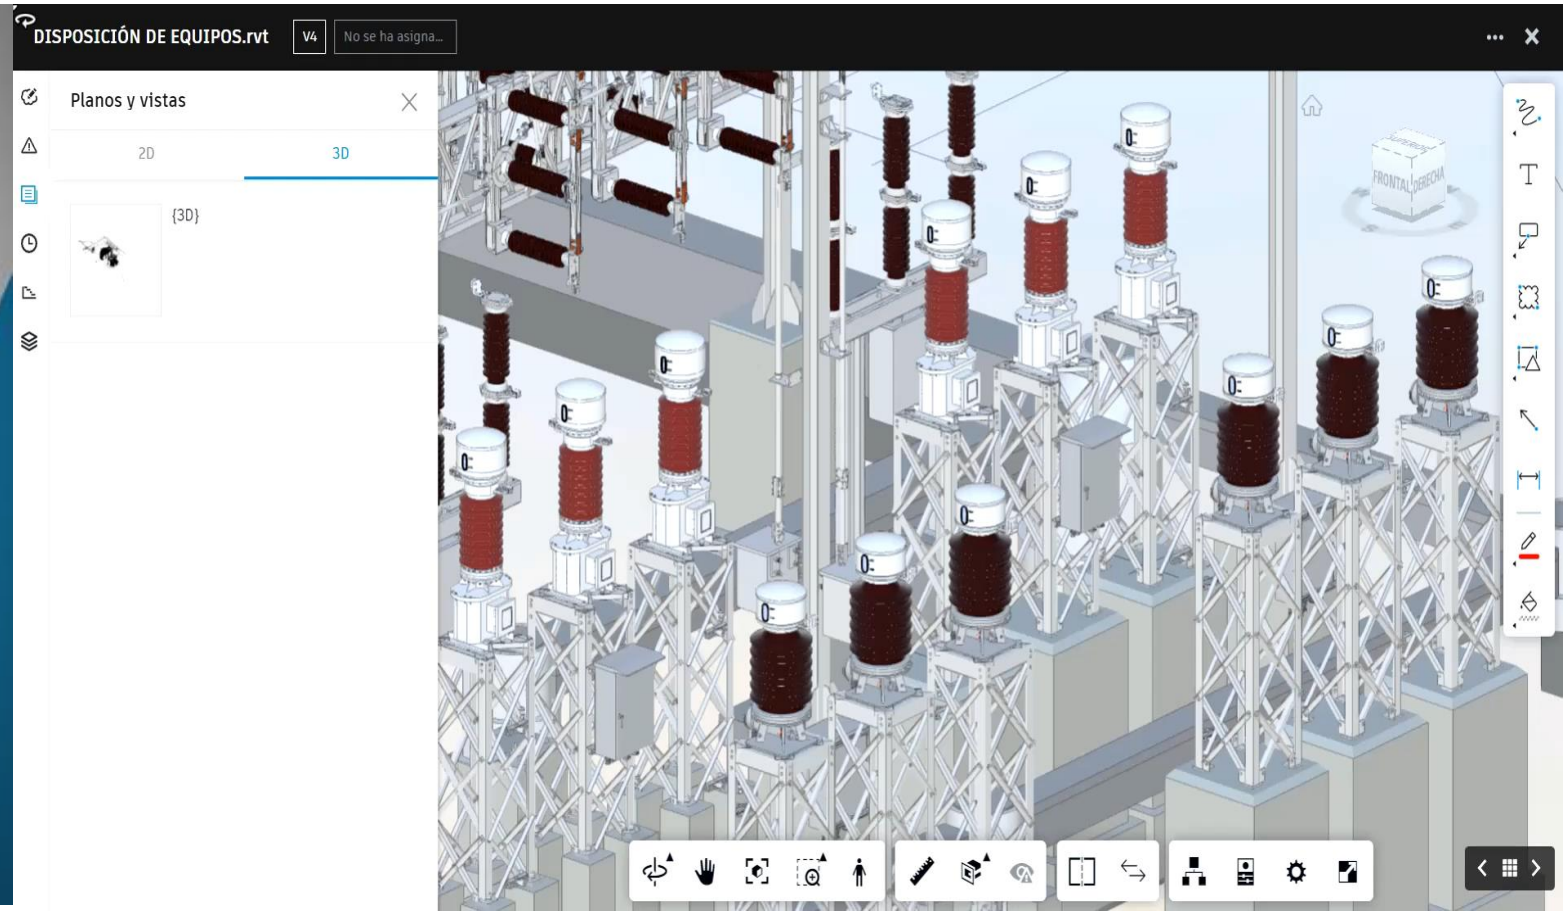 DISPOSICIÓN DE EQUIPOS.rvt V4 No se ha asigna...
Planos y vistas
2D 3D
{3D}
FRONTAL DERECHA
T